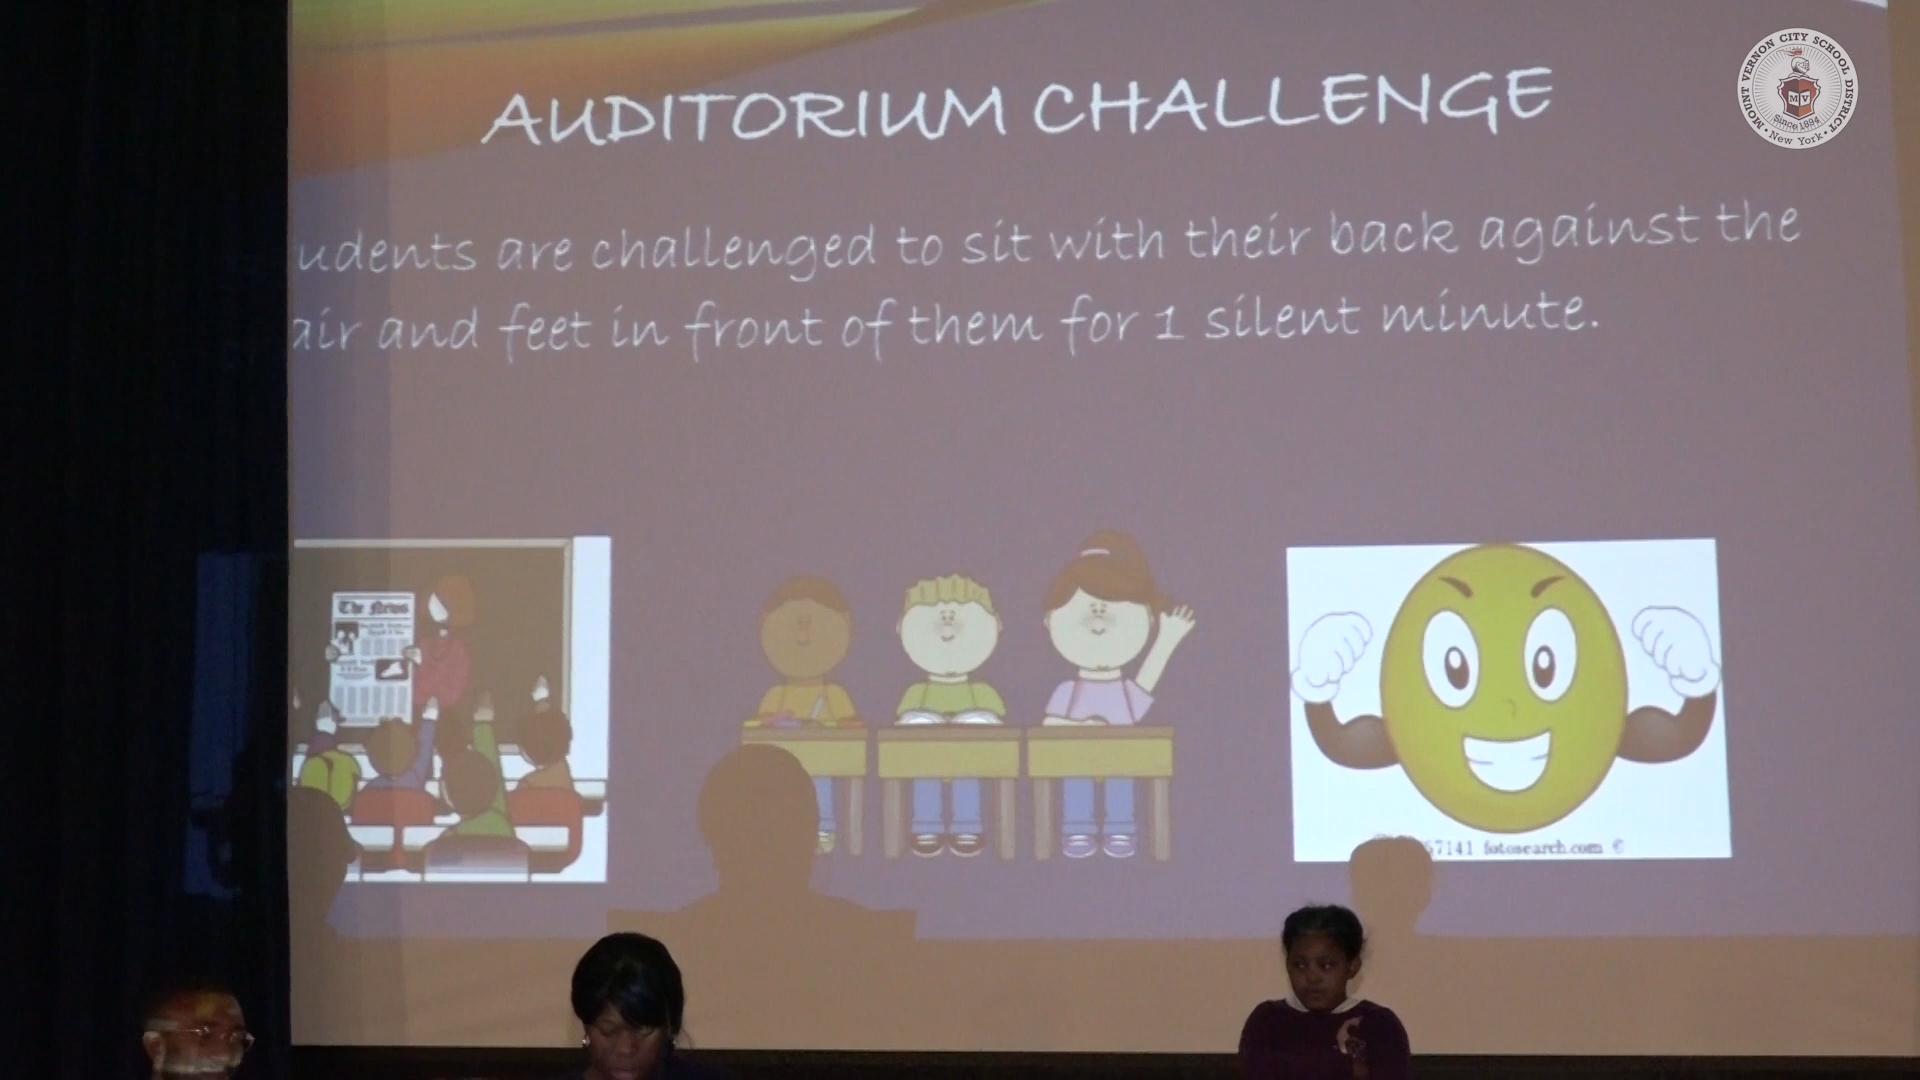 AUDITORIUM CHALLENGE
udents are challenged to sit with their back against the
air and feet in front of them for 1 silent minute.
The News
67141 fotosearch.com ©
MOUNT VERNON CITY SCHOOL DISTRICT
MV
Since 1894
New York